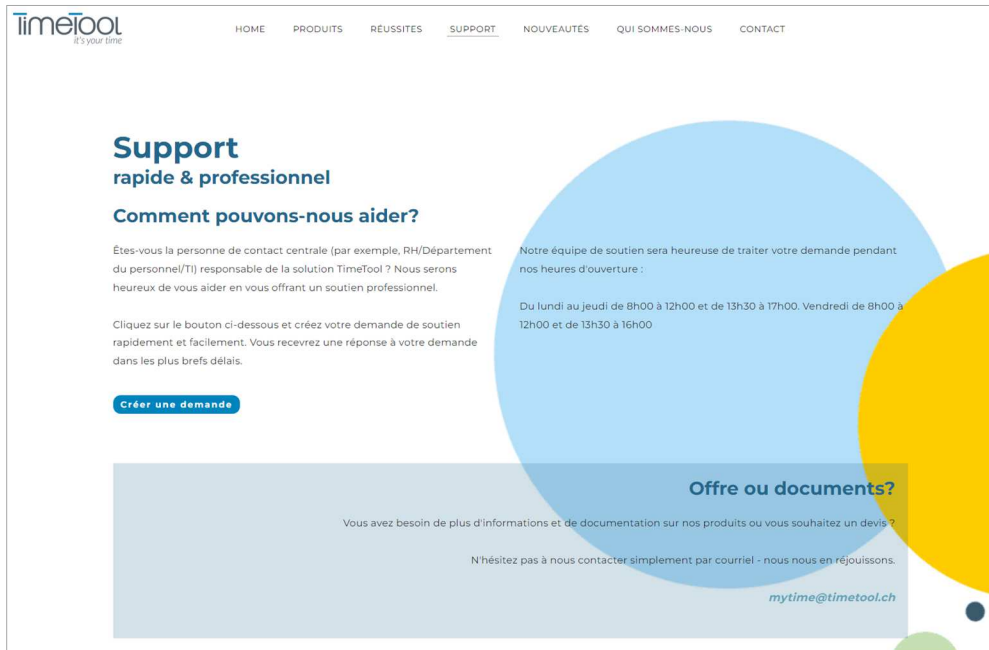 TimeTool
it's your time
HOME PRODUITS RÉUSSITES SUPPORT NOUVEAUTÉS QUI SOMMES-NOUS CONTACT
Support
rapide & professionnel
Comment pouvons-nous aider?
Êtes-vous la personne de contact centrale (par exemple, RH/Département
du personnel/TI) responsable de la solution TimeTool ? Nous serons
heureux de vous aider en vous offrant un soutien professionnel.
Cliquez sur le bouton ci-dessous et créez votre demande de soutien
rapidement et facilement. Vous recevrez une réponse à votre demande
dans les plus brefs délais.
Créer une demande
Notre équipe de soutien sera heureuse de traiter votre demande pendant
nos heures d'ouverture :
Du lundi au jeudi de 8h00 à 12h00 et de 13h30 à 17h00. Vendredi de 8h00 à
12h00 et de 13h30 à 16h00
Offre ou documents?
Vous avez besoin de plus d'informations et de documentation sur nos produits ou vous souhaitez un devis ?
N'hésitez pas à nous contacter simplement par courriel - nous nous en réjouissons.
mytime@timetool.ch